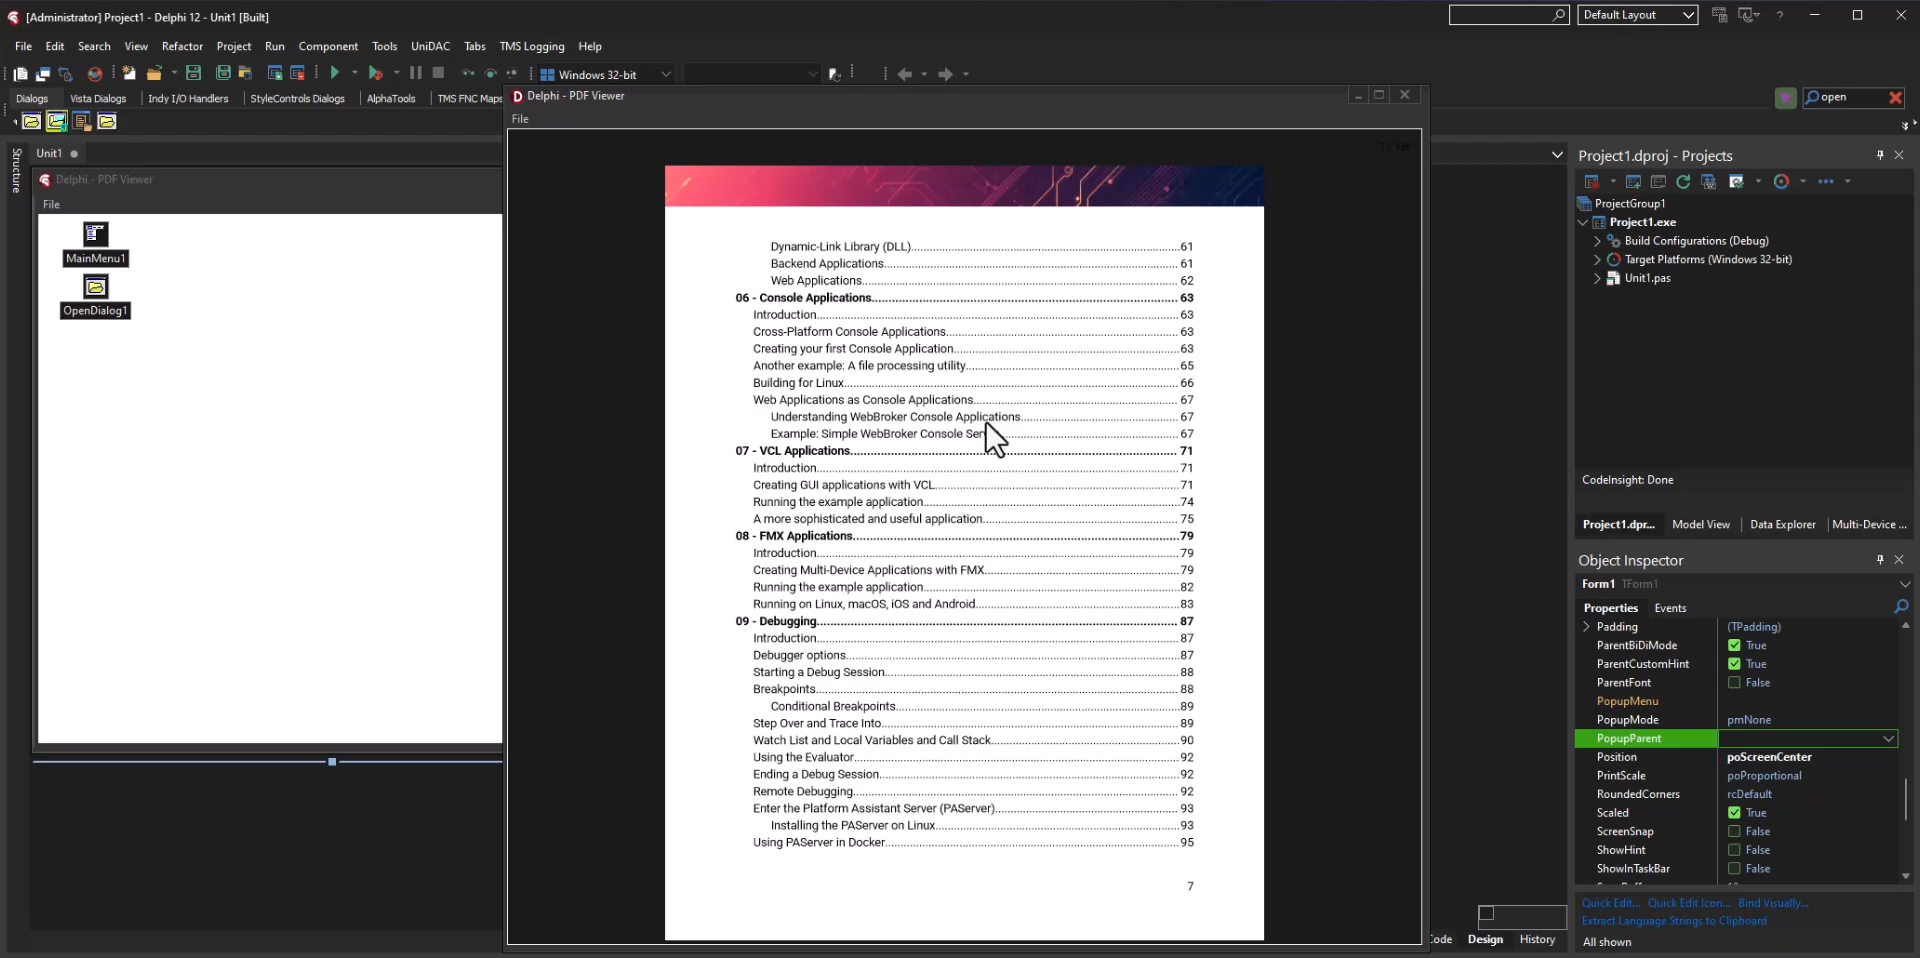 [Administrator] Project1 - Delphi 12 - Unit1 [Built]
Default Layout
?
File Edit Search View Refactor Project Run Component Tools UniDAC Tabs TMS Logging Help
Windows 32-bit
Dialogs Vista Dialogs Indy I/O Handlers StyleControls Dialogs AlphaTools TMS FNC Maps
open
Delphi - PDF Viewer
File
Structure
Unit1
Delphi - PDF Viewer
File
MainMenu1
OpenDialog1
Dynamic-Link Library (DLL) 61
Backend Applications 61
Web Applications 62
06 - Console Applications 63
Introduction 63
Cross-Platform Console Applications 63
Creating your first Console Application 63
Another example: A file processing utility 65
Building for Linux 66
Web Applications as Console Applications 67
Understanding WebBroker Console Applications 67
Example: Simple WebBroker Console Ser 67
07 - VCL Applications 71
Introduction 71
Creating GUI applications with VCL 71
Running the example application 74
A more sophisticated and useful application 75
08 - FMX Applications 79
Introduction 79
Creating Multi-Device Applications with FMX 79
Running the example application 82
Running on Linux, macOS, iOS and Android 83
09 - Debugging 87
Introduction 87
Debugger options 87
Starting a Debug Session 88
Breakpoints 88
Conditional Breakpoints 89
Step Over and Trace Into 89
Watch List and Local Variables and Call Stack 90
Using the Evaluator 92
Ending a Debug Session 92
Remote Debugging 92
Enter the Platform Assistant Server (PAServer) 93
Installing the PAServer on Linux 93
Using PAServer in Docker 95
7
Code Design History
Project1.dproj - Projects
ProjectGroup1
Project1.exe
Build Configurations (Debug)
Target Platforms (Windows 32-bit)
Unit1.pas
CodeInsight: Done
Project1.dpr... Model View Data Explorer Multi-Device ...
Object Inspector
Form1 TForm1
Properties Events
Padding (TPadding)
ParentBiDiMode True
ParentCustomHint True
ParentFont False
PopupMenu
PopupMode pmNone
PopupParent
Position poScreenCenter
PrintScale poProportional
RoundedCorners rcDefault
Scaled True
ScreenSnap False
ShowHint False
ShowInTaskBar False
Quick Edit... Quick Edit Icon... Bind Visually...
Extract Language Strings to Clipboard
All shown